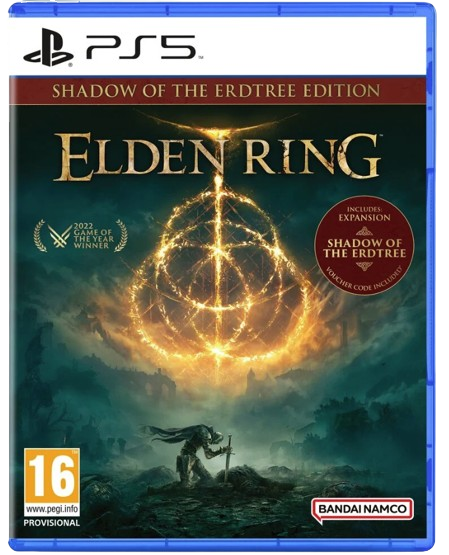 PS5
SHADOW OF THE ERDTREE EDITION
ELDEN RING
2022
GAME OF
THE YEAR
WINNER
INCLUDES:
EXPANSION
SHADOW OF
THE ERDTREE
VOUCHER CODE INCLUDED
16
www.pegi.info
PROVISIONAL
BANDAI NAMCO